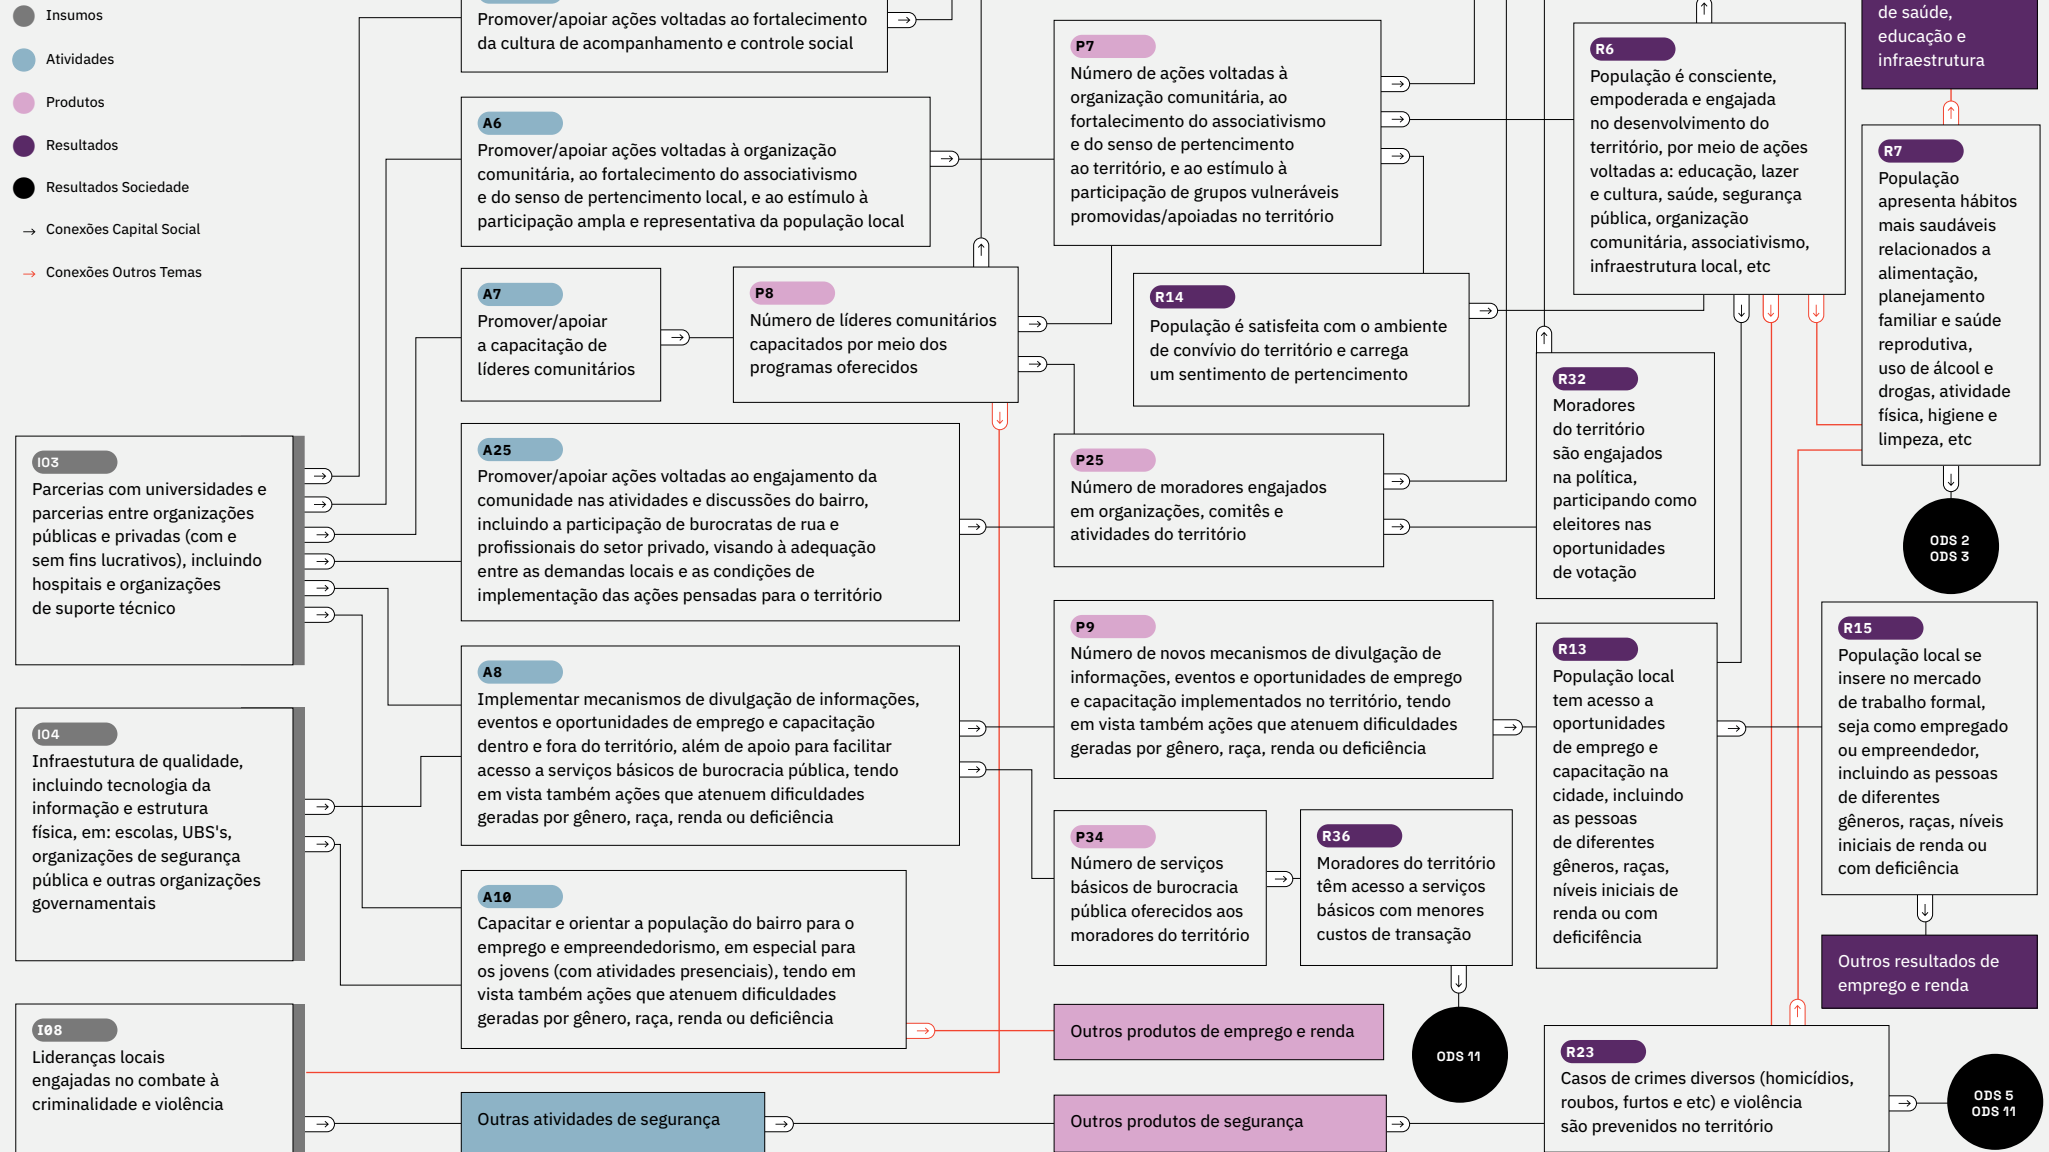 Insumos
Atividades
Produtos
Resultados
Resultados Sociedade
Conexões Capital Social
Conexões Outros Temas
I03
Parcerias com universidades e
parcerias entre organizações
públicas e privadas (com e
sem fins lucrativos), incluindo
hospitais e organizações
de suporte técnico
I04
Infraestutura de qualidade,
incluindo tecnologia da
informação e estrutura
física, em: escolas, UBS's,
organizações de segurança
pública e outras organizações
governamentais
I08
Lideranças locais
engajadas no combate à
criminalidade e violência
Promover/apoiar ações voltadas ao fortalecimento
da cultura de acompanhamento e controle social
A6
Promover/apoiar ações voltadas à organização
comunitária, ao fortalecimento do associativismo
e do senso de pertencimento local, e ao estímulo à
participação ampla e representativa da população local
A7
Promover/apoiar
a capacitação de
líderes comunitários
P8
Número de líderes comunitários
capacitados por meio dos
programas oferecidos
A25
Promover/apoiar ações voltadas ao engajamento da
comunidade nas atividades e discussões do bairro,
incluindo a participação de burocratas de rua e
profissionais do setor privado, visando à adequação
entre as demandas locais e as condições de
implementação das ações pensadas para o território
A8
Implementar mecanismos de divulgação de informações,
eventos e oportunidades de emprego e capacitação
dentro e fora do território, além de apoio para facilitar
acesso a serviços básicos de burocracia pública, tendo
em vista também ações que atenuem dificuldades
geradas por gênero, raça, renda ou deficiência
A10
Capacitar e orientar a população do bairro para o
emprego e empreendedorismo, em especial para
os jovens (com atividades presenciais), tendo em
vista também ações que atenuem dificuldades
geradas por gênero, raça, renda ou deficiência
Outras atividades de segurança
P7
Número de ações voltadas à
organização comunitária, ao
fortalecimento do associativismo
e do senso de pertencimento
ao território, e ao estímulo à
participação de grupos vulneráveis
promovidas/apoiadas no território
R14
População é satisfeita com o ambiente
de convívio do território e carrega
um sentimento de pertencimento
P25
Número de moradores engajados
em organizações, comitês e
atividades do território
P9
Número de novos mecanismos de divulgação de
informações, eventos e oportunidades de emprego
e capacitação implementados no território, tendo
em vista também ações que atenuem dificuldades
geradas por gênero, raça, renda ou deficiência
P34
Número de serviços
básicos de burocracia
pública oferecidos aos
moradores do território
R36
Moradores do território
têm acesso a serviços
básicos com menores
custos de transação
Outros produtos de emprego e renda
ODS 11
Outros produtos de segurança
R6
População é consciente,
empoderada e engajada
no desenvolvimento do
território, por meio de ações
voltadas a: educação, lazer
e cultura, saúde, segurança
pública, organização
comunitária, associativismo,
infraestrutura local, etc
R32
Moradores
do território
são engajados
na política,
participando como
eleitores nas
oportunidades
de votação
R13
População local
tem acesso a
oportunidades
de emprego e
capacitação na
cidade, incluindo
as pessoas
de diferentes
gêneros, raças,
níveis iniciais de
renda ou com
deficifência
R23
Casos de crimes diversos (homicídios,
roubos, furtos e etc) e violência
são prevenidos no território
de saúde,
educação e
infraestrutura
R7
População
apresenta hábitos
mais saudáveis
relacionados a
alimentação,
planejamento
familiar e saúde
reprodutiva,
uso de álcool e
drogas, atividade
física, higiene e
limpeza, etc
ODS 2
ODS 3
R15
População local se
insere no mercado
de trabalho formal,
seja como empregado
ou empreendedor,
incluindo as pessoas
de diferentes
gêneros, raças, níveis
iniciais de renda ou
com deficiência
Outros resultados de
emprego e renda
ODS 5
ODS 11